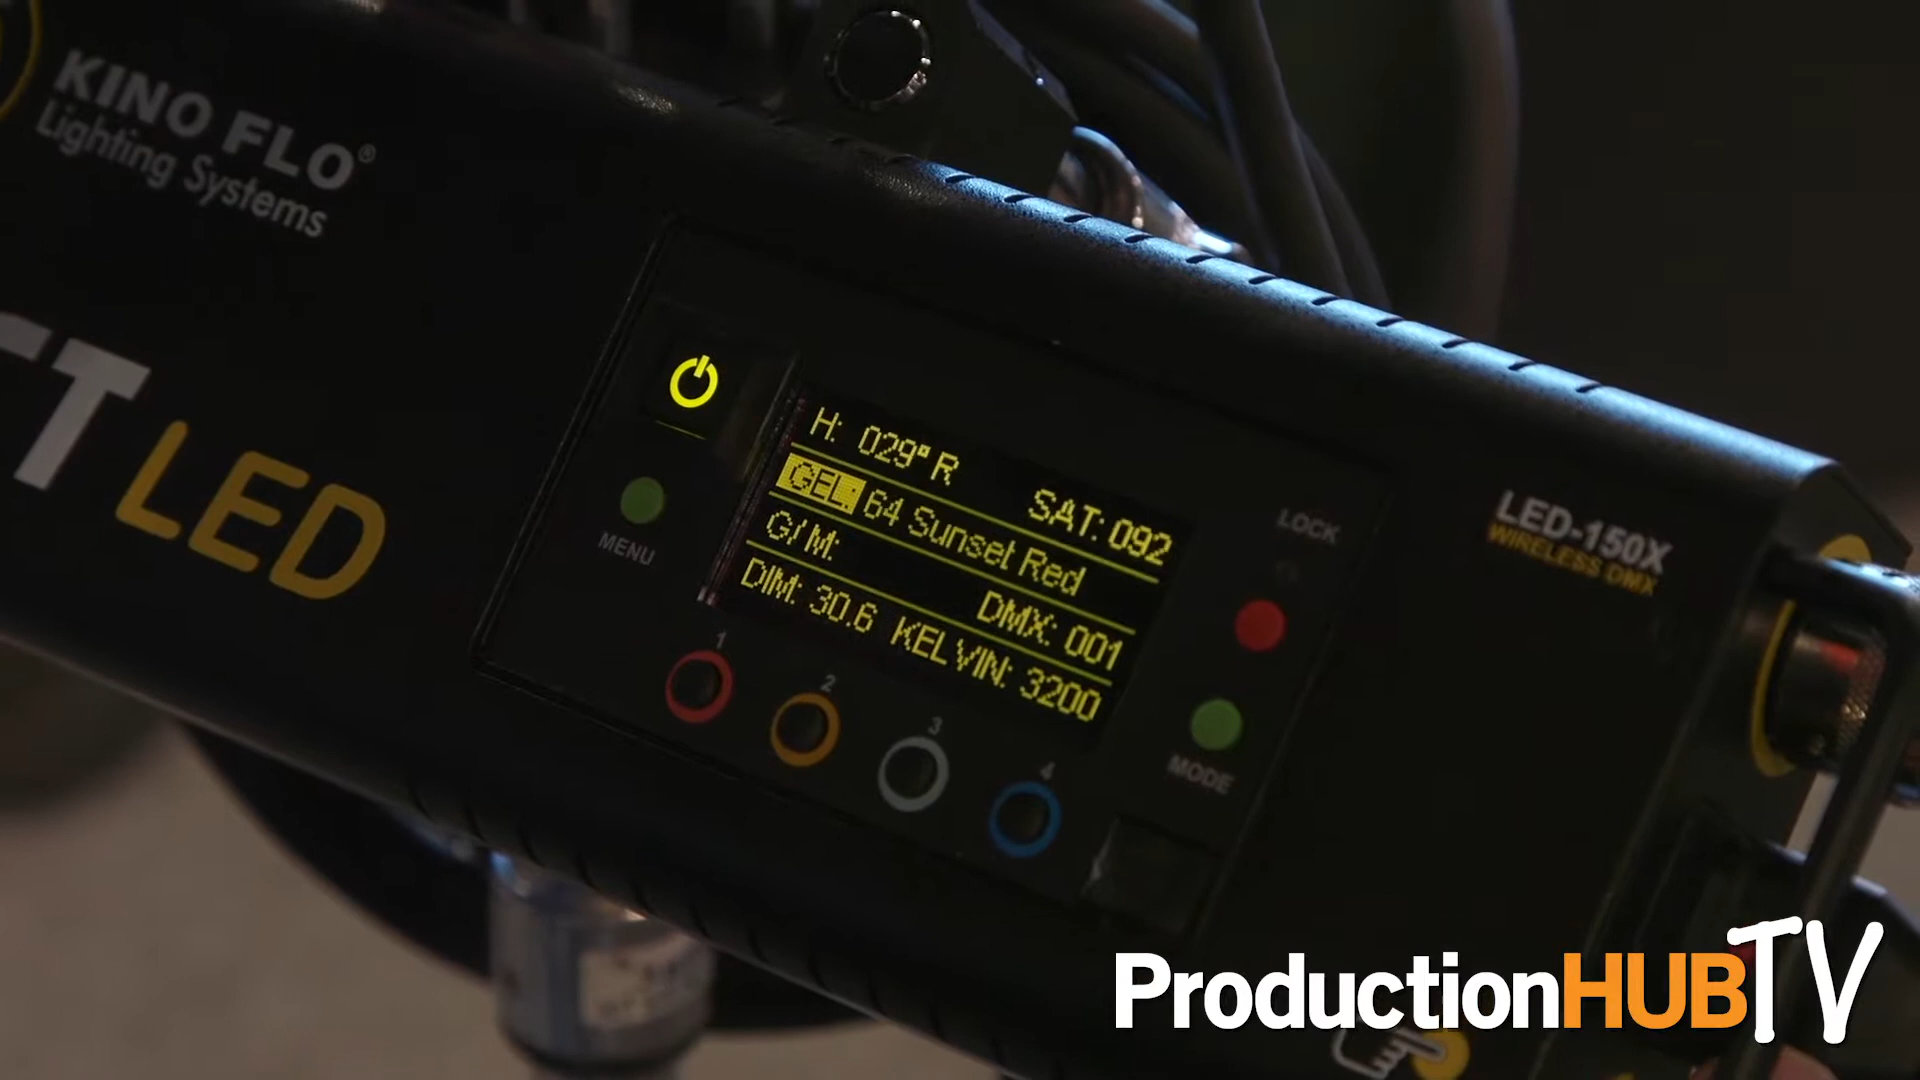 KINO FLO®
Lighting Systems
T LED
H: 029° R SAT: 092
GEL: 64 Sunset Red
G/M: DMX: 001
DIM: 30.6 KELVIN: 3200
MENU
LOCK
MODE
1 2 3 4
LED-150X
WIRELESS DMX
ProductionHUBTV